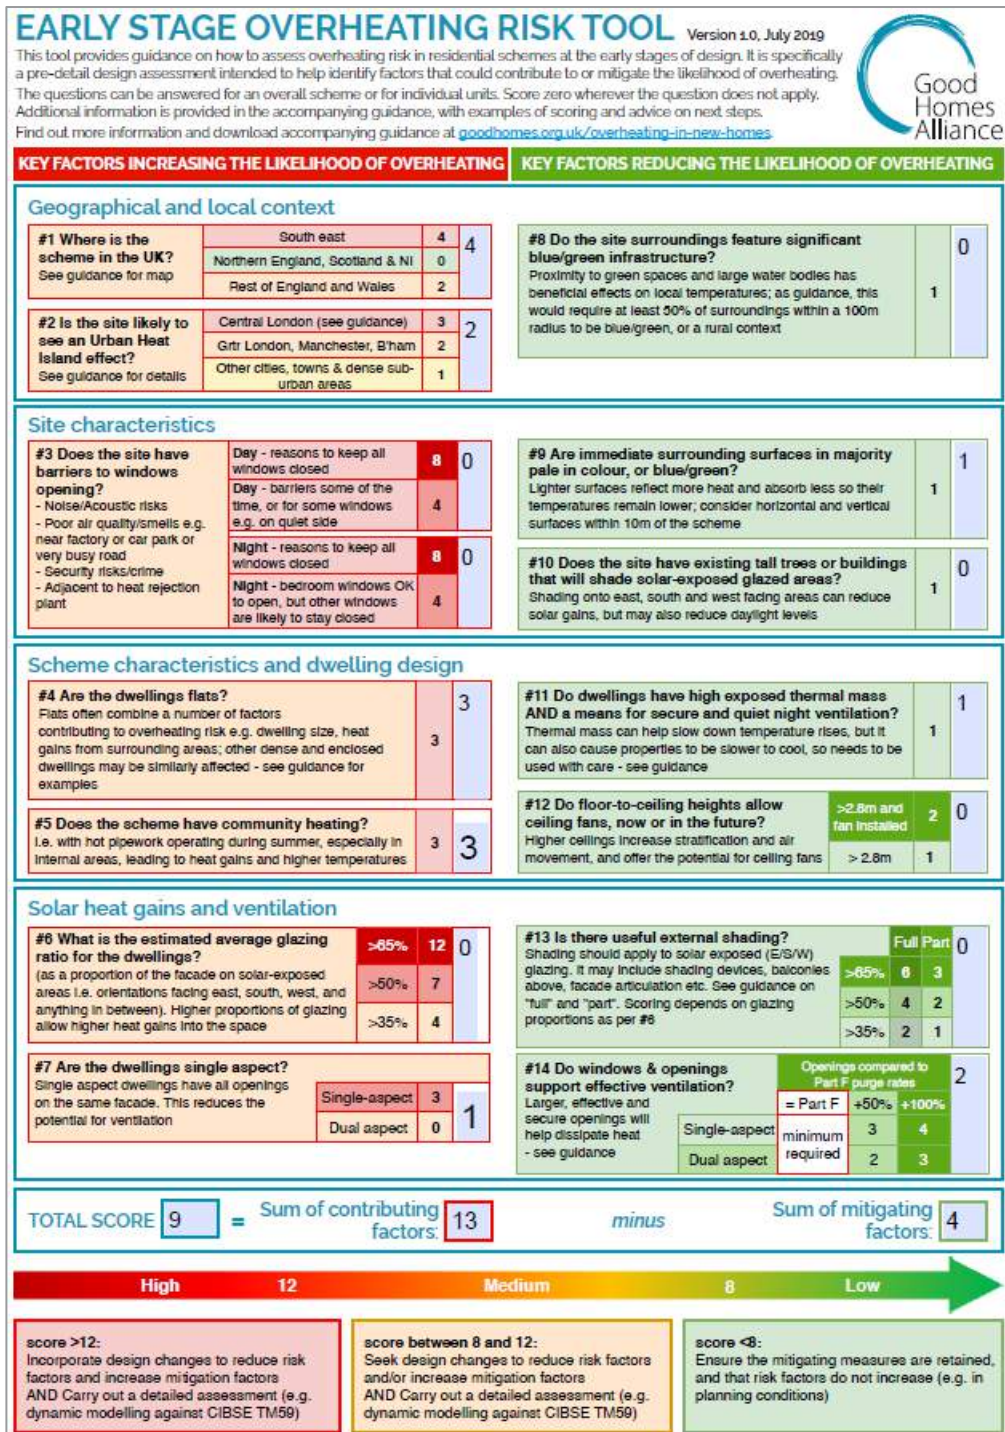 EARLY STAGE OVERHEATING RISK TOOL Version 1.0, July 2019
This tool provides guidance on how to assess overheating risk in residential schemes at the early stages of design. It is specifically
a pre-detail design assessment intended to help identify factors that could contribute to or mitigate the likelihood of overheating.
The questions can be answered for an overall scheme or for individual units. Score zero wherever the question does not apply.
Additional information is provided in the accompanying guidance, with examples of scoring and advice on next steps.
Find out more information and download accompanying guidance at goodhomes.org.uk/overheating-in-new-homes.
Good
Homes
Alliance
KEY FACTORS INCREASING THE LIKELIHOOD OF OVERHEATING
KEY FACTORS REDUCING THE LIKELIHOOD OF OVERHEATING
Geographical and local context
#1 Where is the
scheme in the UK?
See guidance for map
South east 4
Northern England, Scotland & NI 0
Rest of England and Wales 2
4
#2 Is the site likely to
see an Urban Heat
Island effect?
See guidance for details
Central London (see guidance) 3
Grtr London, Manchester, B'ham 2
Other cities, towns & dense sub-
urban areas 1
2
#8 Do the site surroundings feature significant
blue/green infrastructure?
Proximity to green spaces and large water bodies has
beneficial effects on local temperatures; as guidance, this
would require at least 50% of surroundings within a 100m
radius to be blue/green, or a rural context
1
0
Site characteristics
#3 Does the site have
barriers to windows
opening?
- Noise/Acoustic risks
- Poor air quality/smells e.g.
near factory or car park or
very busy road
- Security risks/crime
- Adjacent to heat rejection
plant
Day - reasons to keep all
windows closed 8
Day - barriers some of the
time, or for some windows
e.g. on quiet side 4
0
Night - reasons to keep all
windows closed 8
Night - bedroom windows OK
to open, but other windows
are likely to stay closed 4
0
#9 Are immediate surrounding surfaces in majority
pale in colour, or blue/green?
Lighter surfaces reflect more heat and absorb less so their
temperatures remain lower; consider horizontal and vertical
surfaces within 10m of the scheme
1
1
#10 Does the site have existing tall trees or buildings
that will shade solar-exposed glazed areas?
Shading onto east, south and west facing areas can reduce
solar gains, but may also reduce daylight levels
1
0
Scheme characteristics and dwelling design
#4 Are the dwellings flats?
Flats often combine a number of factors
contributing to overheating risk e.g. dwelling size, heat
gains from surrounding areas; other dense and enclosed
dwellings may be similarly affected - see guidance for
examples
3
3
#5 Does the scheme have community heating?
i.e. with hot pipework operating during summer, especially in
internal areas, leading to heat gains and higher temperatures
3
3
#11 Do dwellings have high exposed thermal mass
AND a means for secure and quiet night ventilation?
Thermal mass can help slow down temperature rises, but it
can also cause properties to be slower to cool, so needs to be
used with care - see guidance
1
1
#12 Do floor-to-ceiling heights allow
ceiling fans, now or in the future?
Higher ceilings increase stratification and air
movement, and offer the potential for ceiling fans
>2.8m and
fan installed 2
> 2.8m 1
0
Solar heat gains and ventilation
#6 What is the estimated average glazing
ratio for the dwellings?
(as a proportion of the facade on solar-exposed
areas i.e. orientations facing east, south, west, and
anything in between). Higher proportions of glazing
allow higher heat gains into the space
>65% 12
>50% 7
>35% 4
0
#7 Are the dwellings single aspect?
Single aspect dwellings have all openings
on the same facade. This reduces the
potential for ventilation
Single-aspect 3
Dual aspect 0
1
#13 Is there useful external shading?
Shading should apply to solar exposed (E/S/W)
glazing. It may include shading devices, balconies
above, facade articulation etc. See guidance on
"full" and "part". Scoring depends on glazing
proportions as per #6
Full Part
>65% 6 3
>50% 4 2
>35% 2 1
0
#14 Do windows & openings
support effective ventilation?
Larger, effective and
secure openings will
help dissipate heat
- see guidance
Openings compared to
Part F purge rates
= Part F +50% +100%
Single-aspect minimum required 3 4
Dual aspect 2 3
2
TOTAL SCORE 9 = Sum of contributing
factors: 13 minus Sum of mitigating
factors: 4
High 12 Medium 8 Low
score >12:
Incorporate design changes to reduce risk
factors and increase mitigation factors
AND Carry out a detailed assessment (e.g.
dynamic modelling against CIBSE TM59)
score between 8 and 12:
Seek design changes to reduce risk factors
and/or increase mitigation factors
AND Carry out a detailed assessment (e.g.
dynamic modelling against CIBSE TM59)
score <8:
Ensure the mitigating measures are retained,
and that risk factors do not increase (e.g. in
planning conditions)